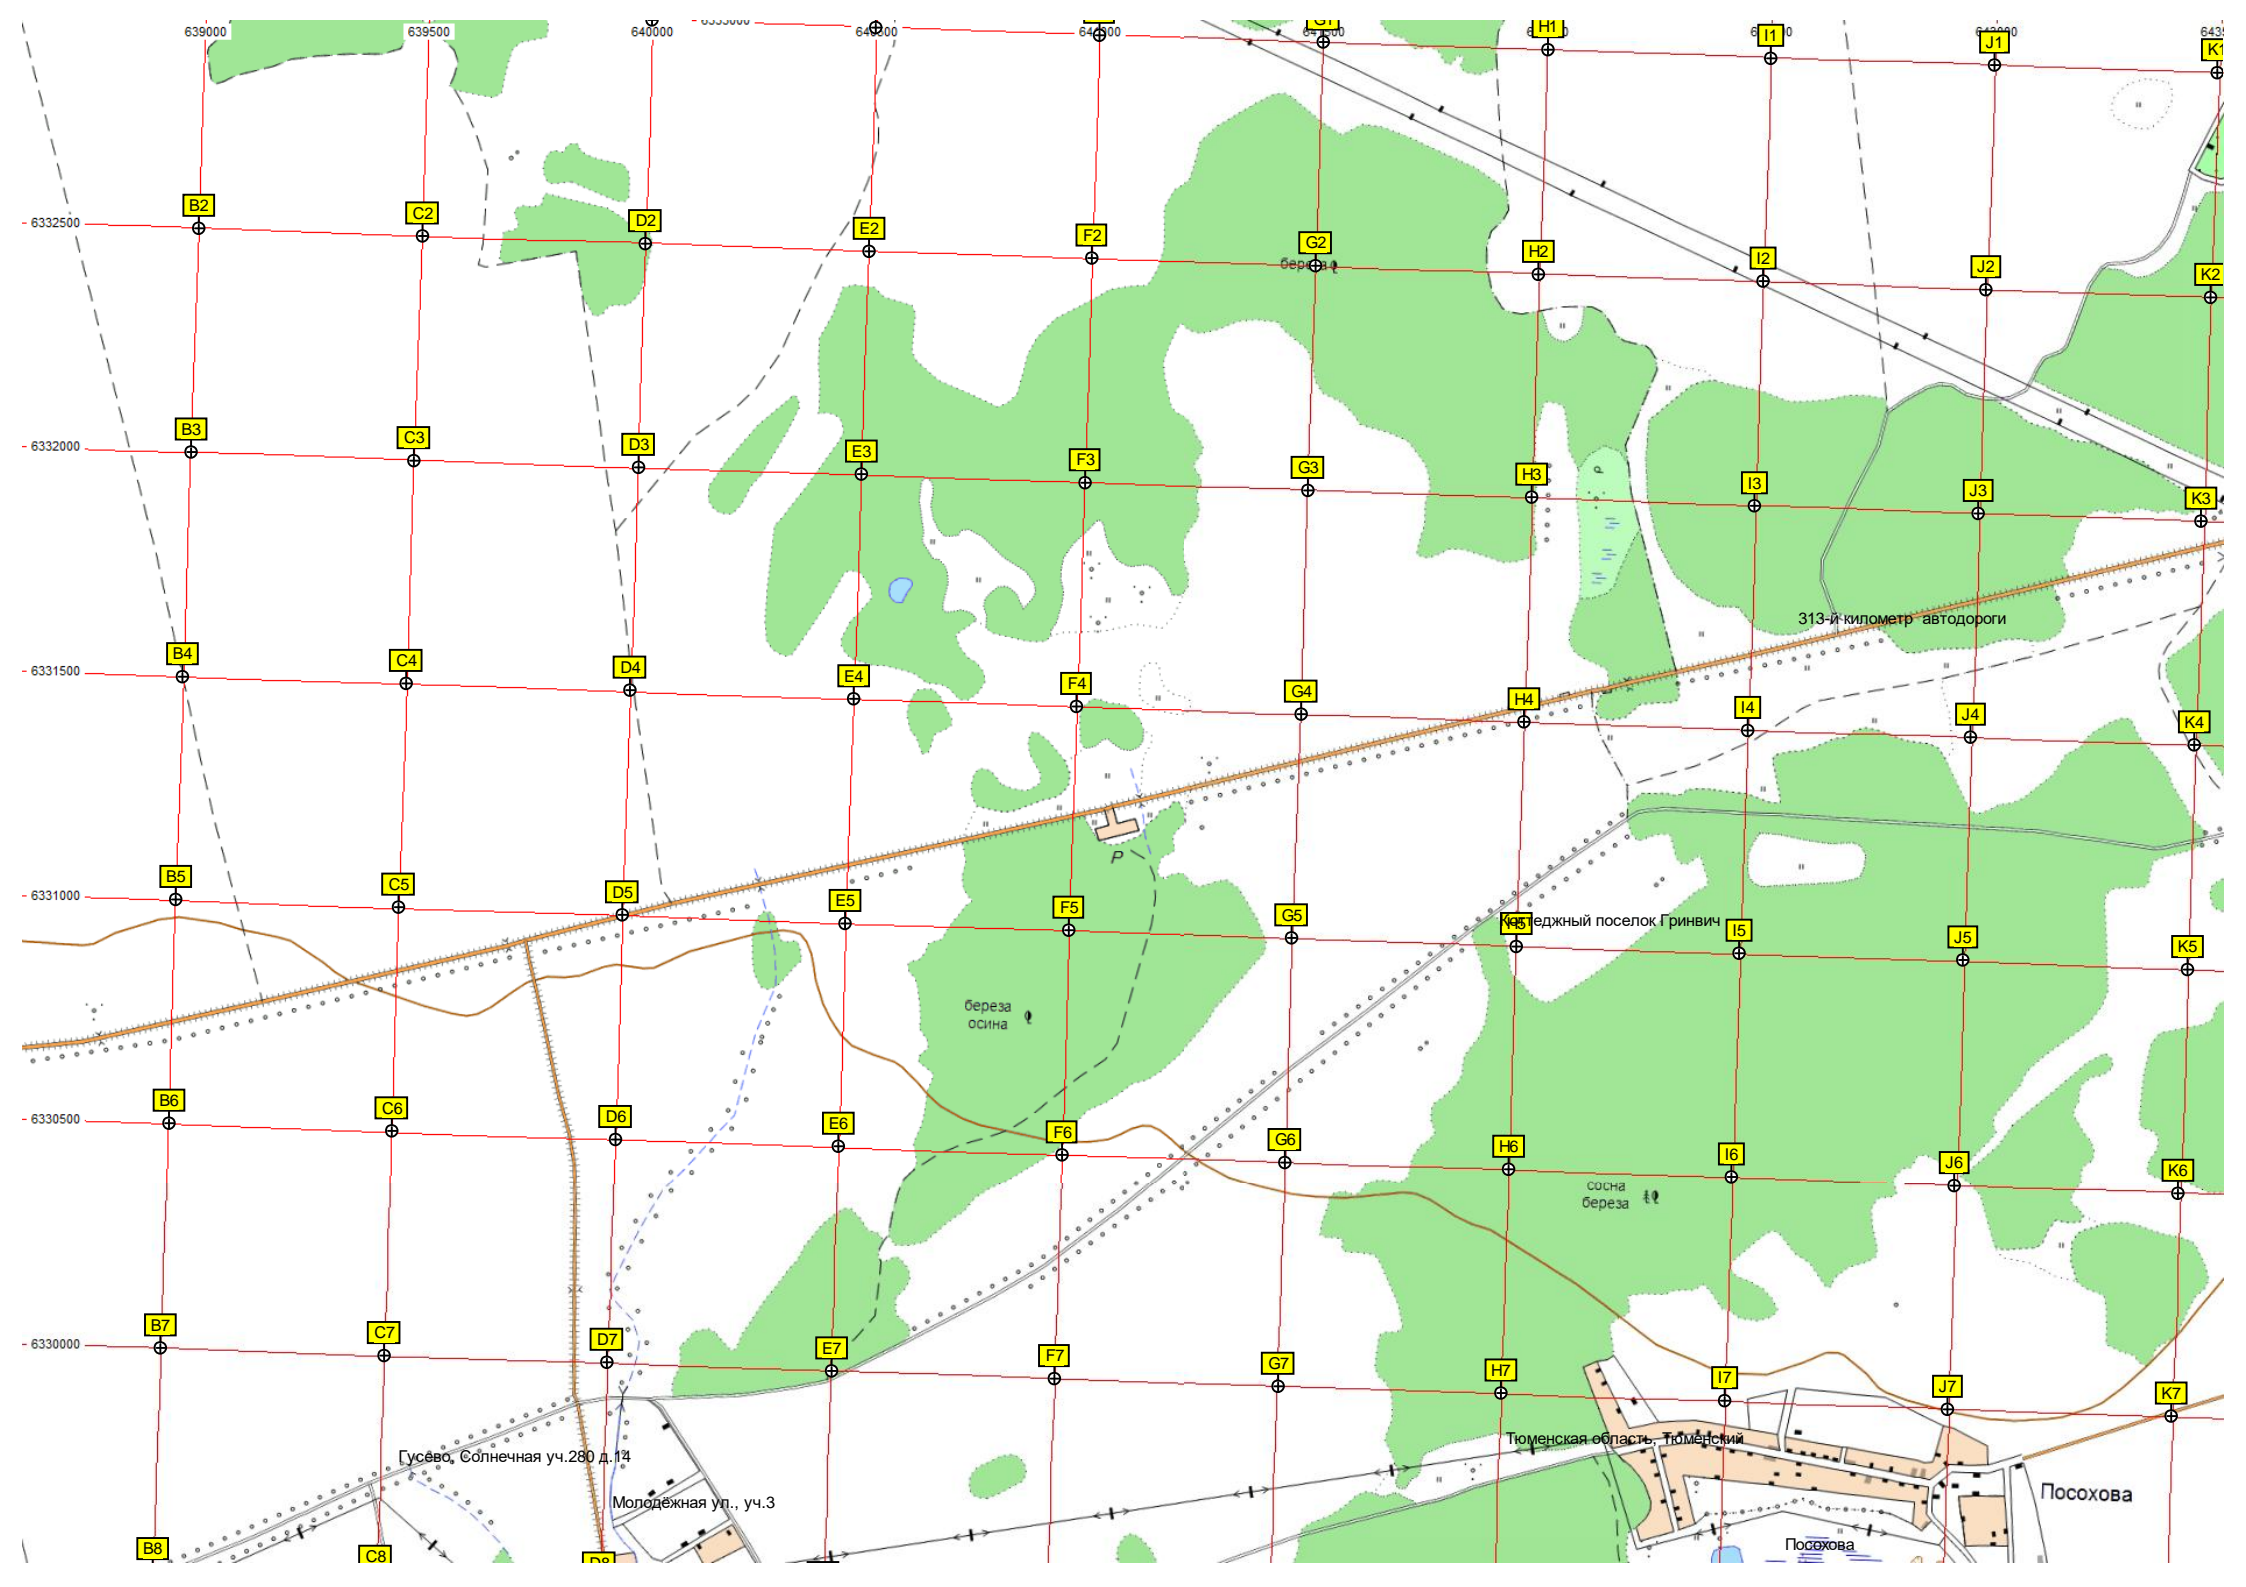 639000 639500 640000
G1 H1 I1 J1 K1
B2 C2 D2 E2 F2 G2 H2 I2 J2 K2
6332500
береза
B3 C3 D3 E3 F3 G3 H3 I3 J3 K3
6332000
313-й километр автодороги
B4 C4 D4 E4 F4 G4 H4 I4 J4 K4
6331500
P
B5 C5 D5 E5 F5 G5 H5 I5 J5 K5
6331000
Коттеджный поселок Гринвич
береза
осина
B6 C6 D6 E6 F6 G6 H6 I6 J6 K6
6330500
сосна
береза
B7 C7 D7 E7 F7 G7 H7 I7 J7 K7
6330000
Тюменская область, Тюменский
Гусево, Солнечная уч.280 д.14
Молодёжная ул., уч.3
Посохова
Посохова
B8 C8 D8